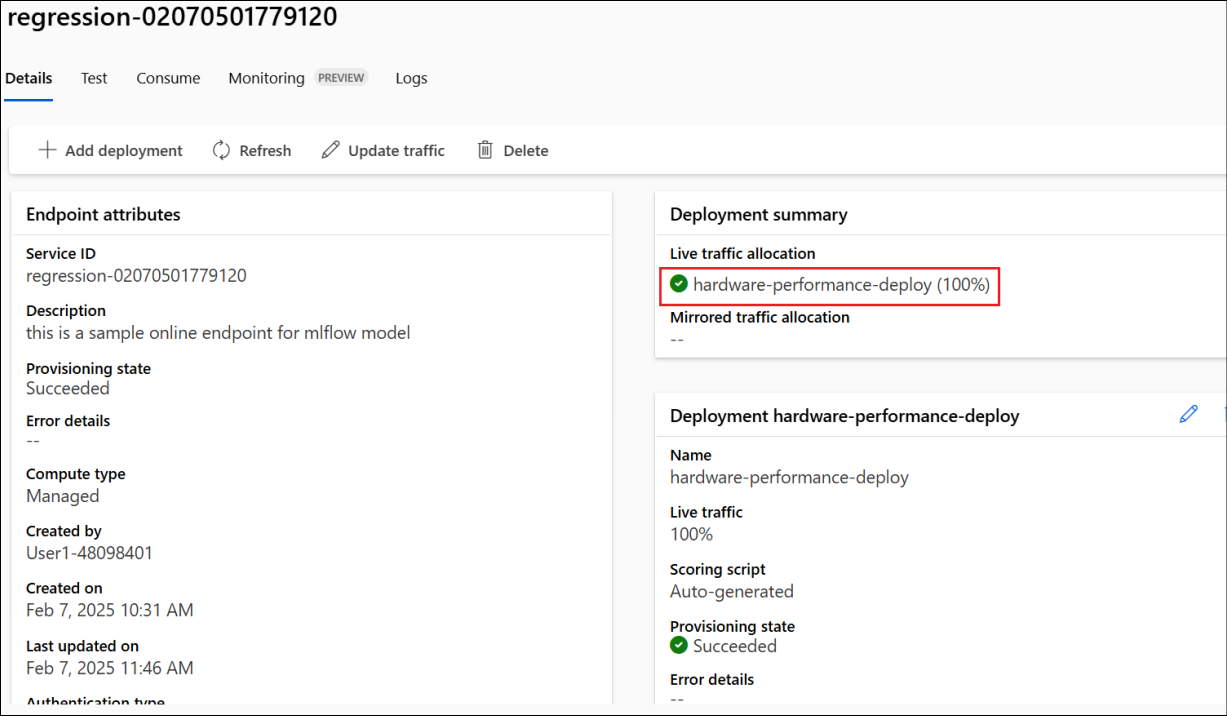 regression-02070501779120
Details Test Consume Monitoring PREVIEW Logs
Add deployment Refresh Update traffic Delete
Endpoint attributes
Service ID
regression-02070501779120
Description
this is a sample online endpoint for mlflow model
Provisioning state
Succeeded
Error details
--
Compute type
Managed
Created by
User1-48098401
Created on
Feb 7, 2025 10:31 AM
Last updated on
Feb 7, 2025 11:46 AM
Authentication type
Deployment summary
Live traffic allocation
hardware-performance-deploy (100%)
Mirrored traffic allocation
--
Deployment hardware-performance-deploy
Name
hardware-performance-deploy
Live traffic
100%
Scoring script
Auto-generated
Provisioning state
Succeeded
Error details
--